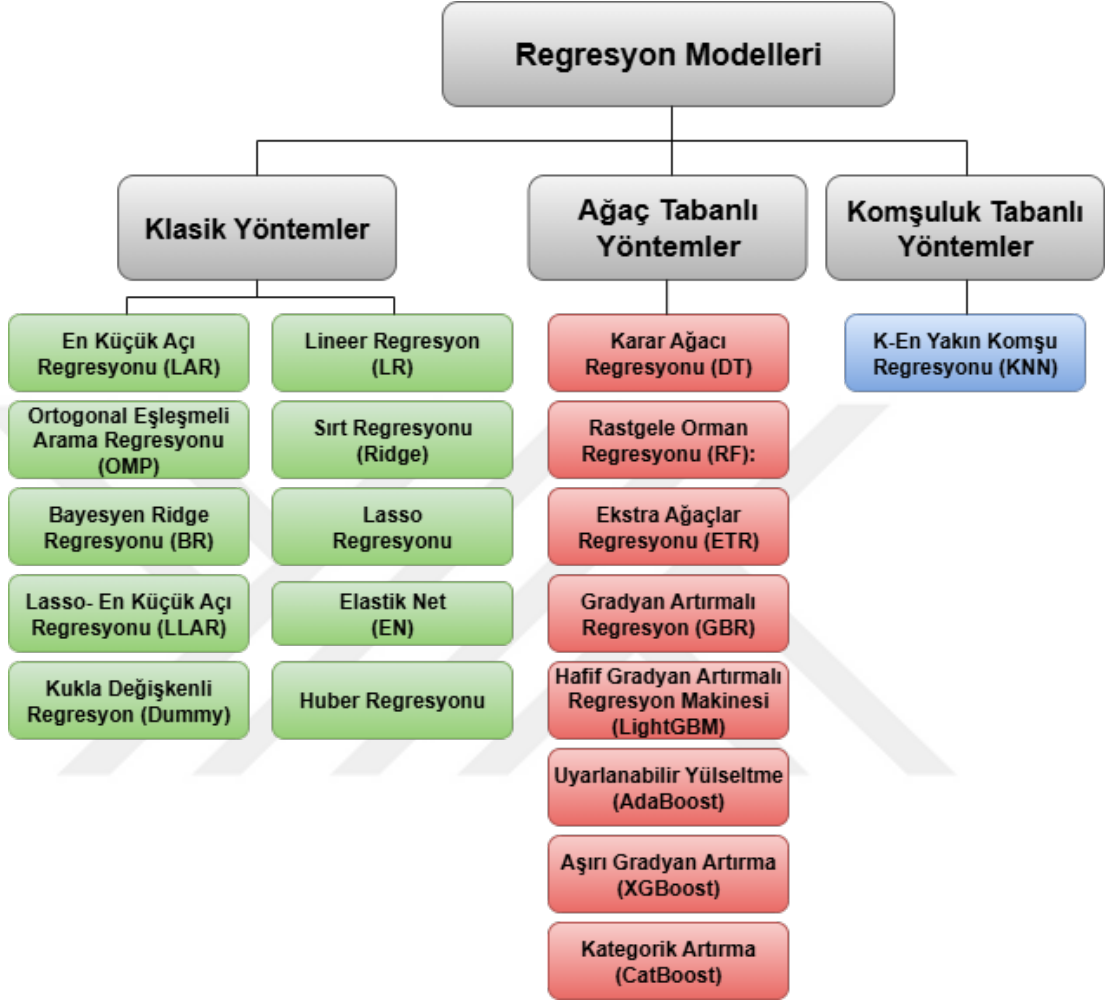 Regresyon Modelleri
Klasik Yöntemler
Ağaç Tabanlı
Yöntemler
Komşuluk Tabanlı
Yöntemler
En Küçük Açı
Regresyonu (LAR)
Ortogonal Eşleşmeli
Arama Regresyonu
(OMP)
Bayesyen Ridge
Regresyonu (BR)
Lasso- En Küçük Açı
Regresyonu (LLAR)
Kukla Değişkenli
Regresyon (Dummy)
Lineer Regresyon
(LR)
Sırt Regresyonu
(Ridge)
Lasso
Regresyonu
Elastik Net
(EN)
Huber Regresyonu
Karar Ağacı
Regresyonu (DT)
Rastgele Orman
Regresyonu (RF):
Ekstra Ağaçlar
Regresyonu (ETR)
Gradyan Artırmalı
Regresyon (GBR)
Hafif Gradyan Artırmalı
Regresyon Makinesi
(LightGBM)
Uyarlanabilir Yülseltme
(AdaBoost)
Aşırı Gradyan Artırma
(XGBoost)
Kategorik Artırma
(CatBoost)
K-En Yakın Komşu
Regresyonu (KNN)